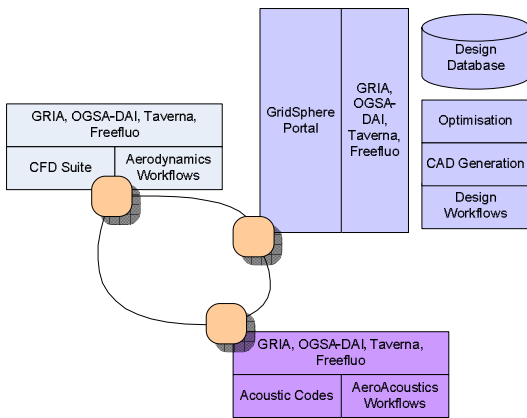 GRIA, OGSA-DAI, Taverna,
Freefluo
CFD Suite
Aerodynamics
Workflows
GridSphere
Portal
GRIA,
OGSA-
DAI,
Taverna,
Freefluo
Design
Database
Optimisation
CAD Generation
Design
Workflows
GRIA, OGSA-DAI, Taverna,
Freefluo
Acoustic Codes
AeroAcoustics
Workflows